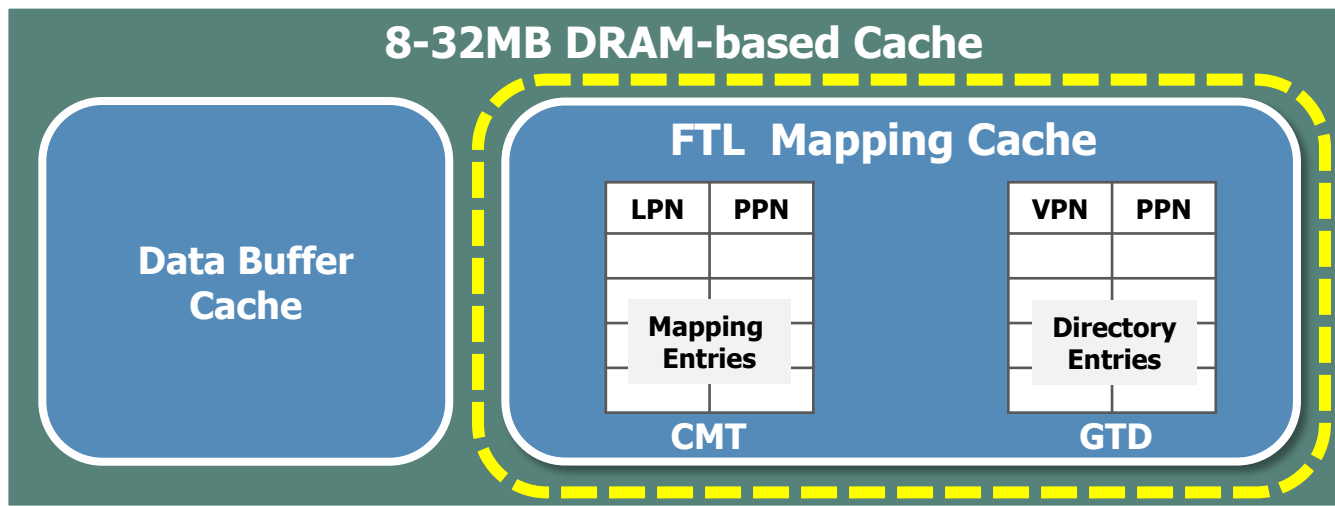 8-32MB DRAM-based Cache
Data Buffer
Cache
FTL Mapping Cache
LPN PPN
Mapping
Entries
CMT
VPN PPN
Directory
Entries
GTD